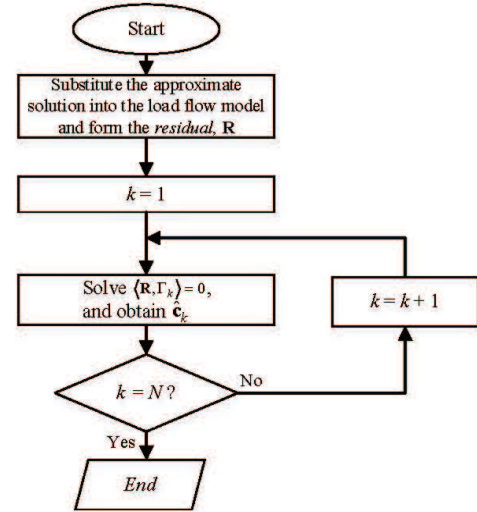 Start
Substitute the approximate
solution into the load flow model
and form the residual, R
k = 1
Solve ⟨R,Γₖ⟩ = 0,
and obtain ĉₖ
k = k + 1
k = N ?
No
Yes
End